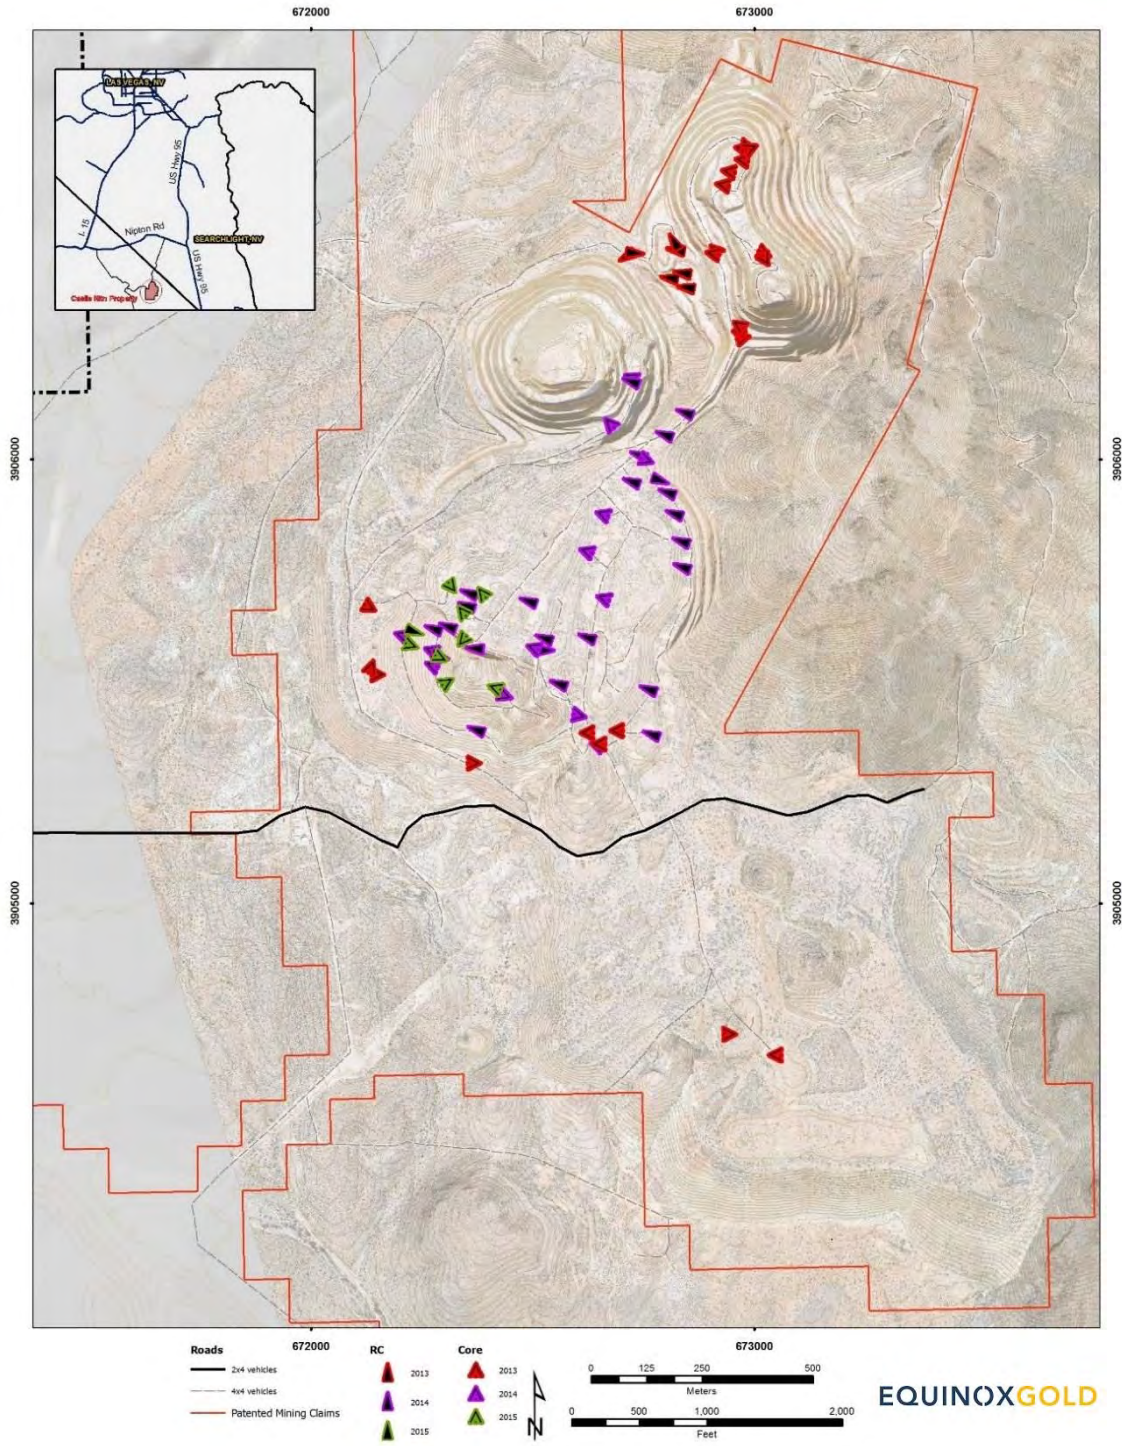 672000 673000
LAS VEGAS, NV
US Hwy 95
I-15
Nipton Rd
SEARCHLIGHT, NV
US Hwy 95
Castle Mtn Property
3906000 3906000
3905000 3905000
672000 673000
Roads RC Core
2x4 vehicles 2013 2013
4x4 vehicles 2014 2014
Patented Mining Claims 2015 2015
N
0 125 250 500
Meters
0 500 1,000 2,000
Feet
EQUINOXGOLD